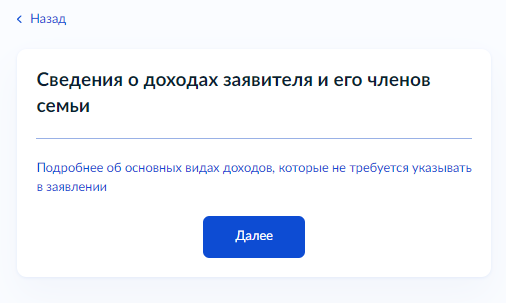 Назад
Сведения о доходах заявителя и его членов
семьи
Подробнее об основных видах доходов, которые не требуется указывать
в заявлении
Далее